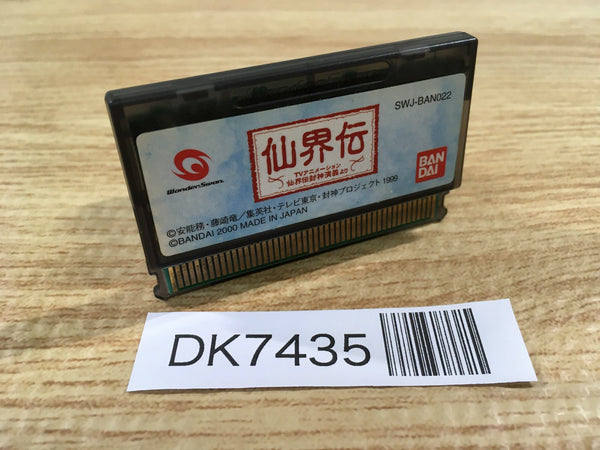 SWJ-BAN022
仙界伝
TVアニメーション
仙界伝封神演義より
WonderSwan
BAN
DAI
©安能務・藤崎竜／集英社・テレビ東京・封神プロジェクト 1999
©BANDAI 2000 MADE IN JAPAN
DK7435